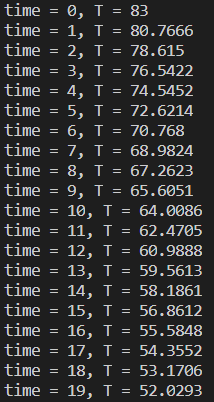 time = 0, T = 83
time = 1, T = 80.7666
time = 2, T = 78.615
time = 3, T = 76.5422
time = 4, T = 74.5452
time = 5, T = 72.6214
time = 6, T = 70.768
time = 7, T = 68.9824
time = 8, T = 67.2623
time = 9, T = 65.6051
time = 10, T = 64.0086
time = 11, T = 62.4705
time = 12, T = 60.9888
time = 13, T = 59.5613
time = 14, T = 58.1861
time = 15, T = 56.8612
time = 16, T = 55.5848
time = 17, T = 54.3552
time = 18, T = 53.1706
time = 19, T = 52.0293